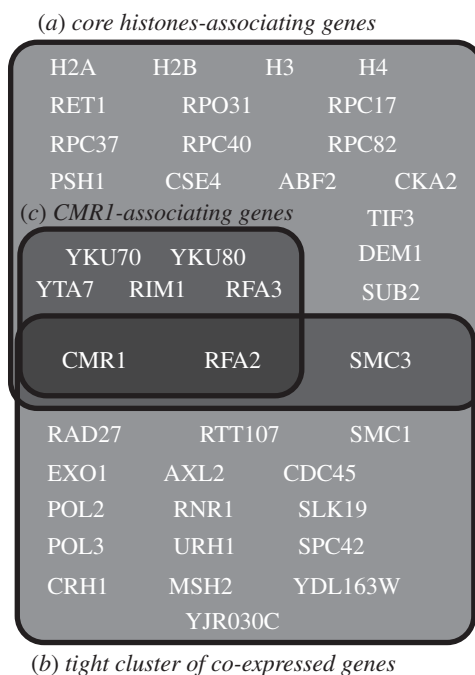 (a) core histones-associating genes
H2A H2B H3 H4
RET1 RPO31 RPC17
RPC37 RPC40 RPC82
PSH1 CSE4 ABF2 CKA2
(c) CMR1-associating genes TIF3
YKU70 YKU80 DEM1
YTA7 RIM1 RFA3 SUB2
CMR1 RFA2 SMC3
RAD27 RTT107 SMC1
EXO1 AXL2 CDC45
POL2 RNR1 SLK19
POL3 URH1 SPC42
CRH1 MSH2 YDL163W
YJR030C
(b) tight cluster of co-expressed genes